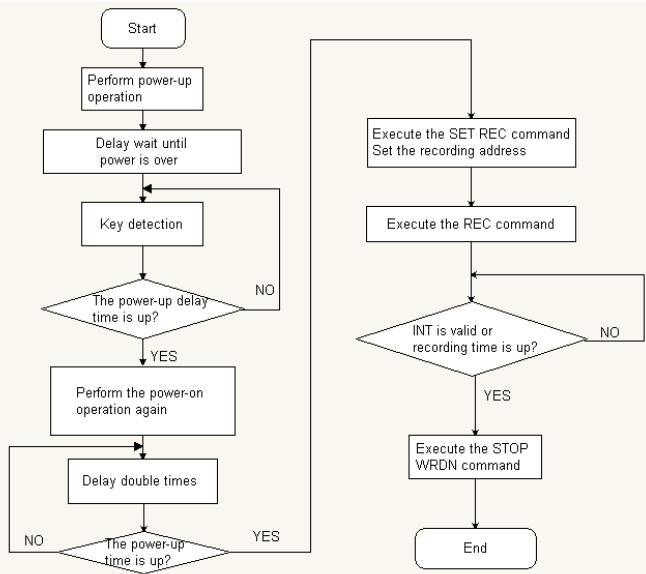 Start
Perform power-up
operation
Delay wait until
power is over
Key detection
The power-up delay
time is up?
NO
YES
Perform the power-on
operation again
Delay double times
The power-up
time is up?
NO
YES
Execute the SET REC command
Set the recording address
Execute the REC command
INT is valid or
recording time is up?
NO
YES
Execute the STOP
WRDN command
End